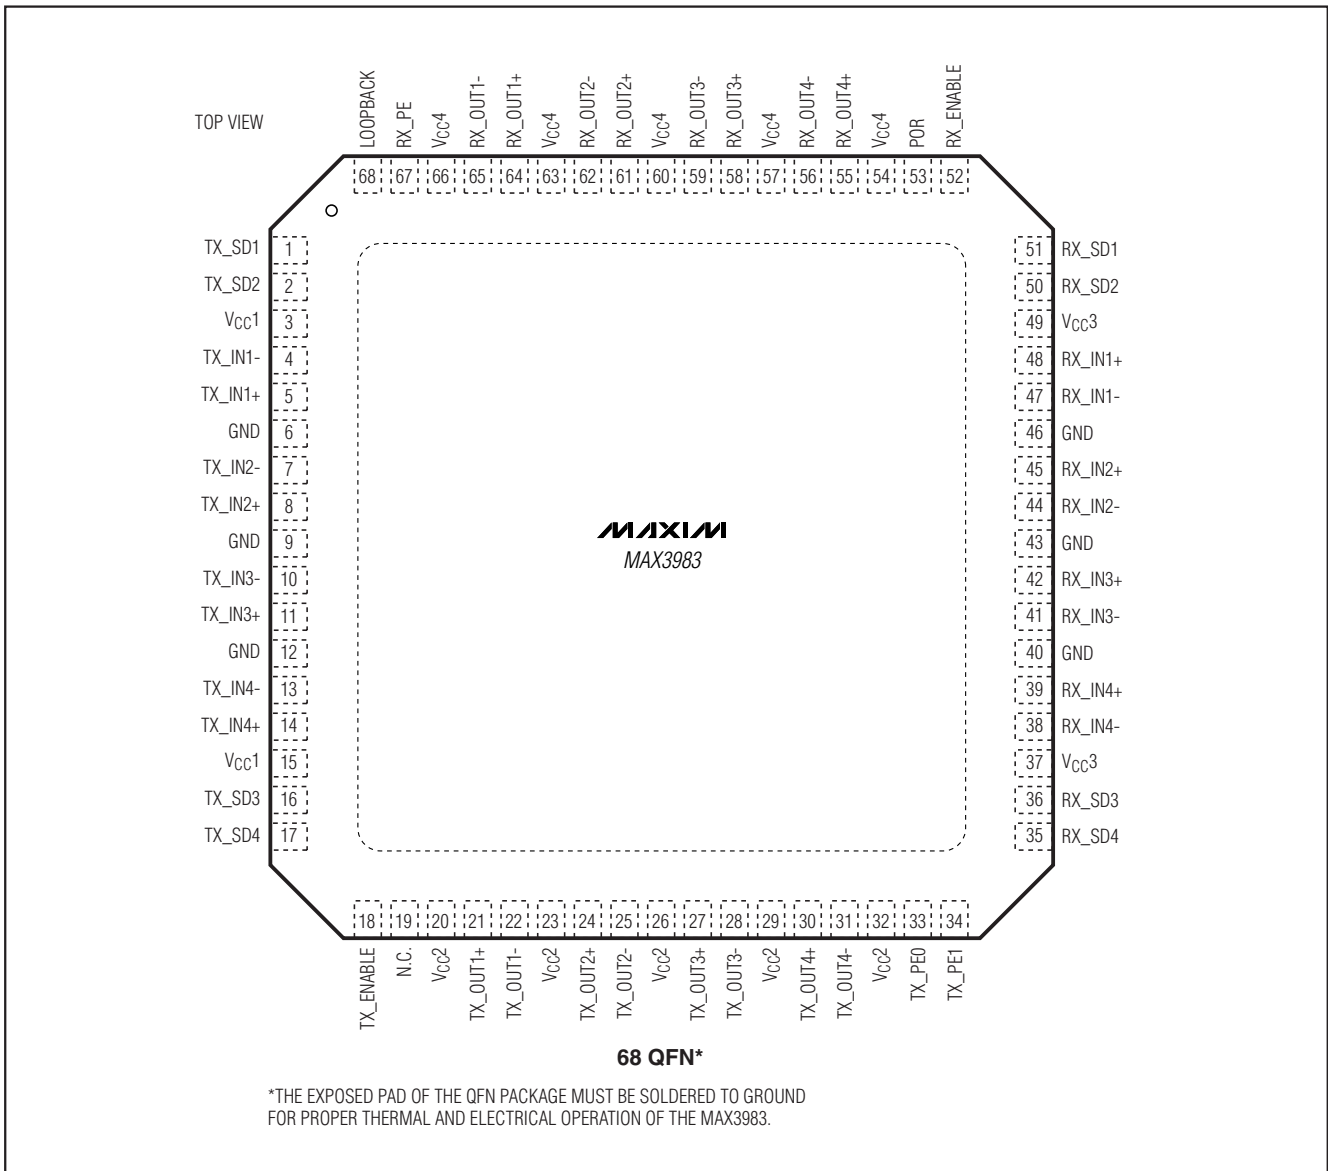 TOP VIEW
LOOPBACK
RX_PE
VCC4
RX_OUT1-
RX_OUT1+
VCC4
RX_OUT2-
RX_OUT2+
VCC4
RX_OUT3-
RX_OUT3+
VCC4
RX_OUT4-
RX_OUT4+
VCC4
POR
RX_ENABLE
68 67 66 65 64 63 62 61 60 59 58 57 56 55 54 53 52
TX_SD1 1
TX_SD2 2
VCC1 3
TX_IN1- 4
TX_IN1+ 5
GND 6
TX_IN2- 7
TX_IN2+ 8
GND 9
TX_IN3- 10
TX_IN3+ 11
GND 12
TX_IN4- 13
TX_IN4+ 14
VCC1 15
TX_SD3 16
TX_SD4 17
MAXIM
MAX3983
51 RX_SD1
50 RX_SD2
49 VCC3
48 RX_IN1+
47 RX_IN1-
46 GND
45 RX_IN2+
44 RX_IN2-
43 GND
42 RX_IN3+
41 RX_IN3-
40 GND
39 RX_IN4+
38 RX_IN4-
37 VCC3
36 RX_SD3
35 RX_SD4
18 19 20 21 22 23 24 25 26 27 28 29 30 31 32 33 34
TX_ENABLE
N.C.
VCC2
TX_OUT1+
TX_OUT1-
VCC2
TX_OUT2+
TX_OUT2-
VCC2
TX_OUT3+
TX_OUT3-
VCC2
TX_OUT4+
TX_OUT4-
VCC2
TX_PE0
TX_PE1
68 QFN*
*THE EXPOSED PAD OF THE QFN PACKAGE MUST BE SOLDERED TO GROUND
FOR PROPER THERMAL AND ELECTRICAL OPERATION OF THE MAX3983.